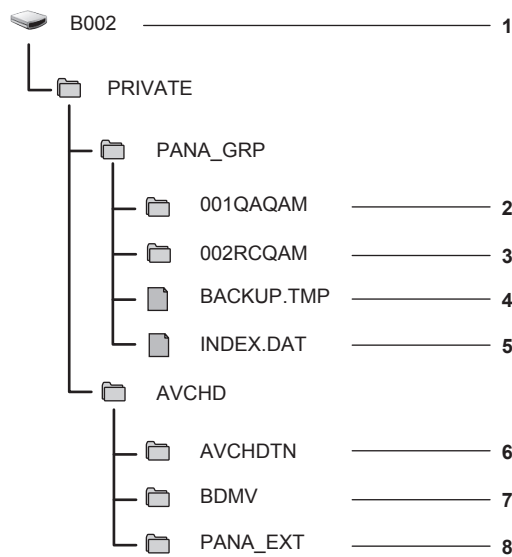 B002 1
PRIVATE
PANA_GRP
001QAQAM 2
002RCQAM 3
BACKUP.TMP 4
INDEX.DAT 5
AVCHD
AVCHDTN 6
BDMV 7
PANA_EXT 8